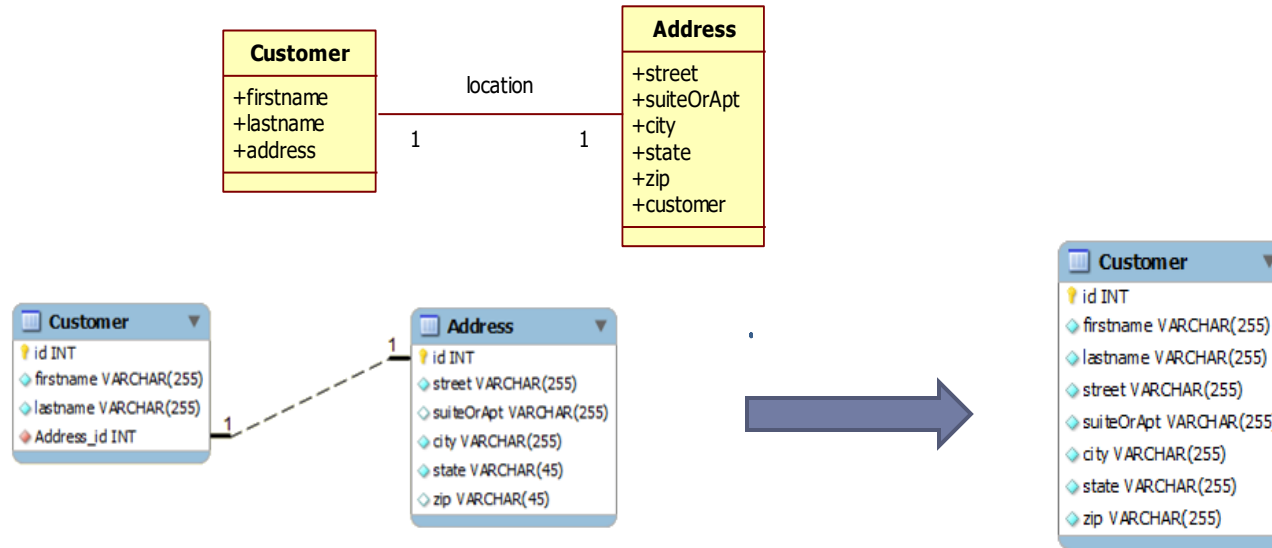 Customer
+firstname
+lastname
+address
location
1
1
Address
+street
+suiteOrApt
+city
+state
+zip
+customer
Customer
id INT
firstname VARCHAR(255)
lastname VARCHAR(255)
Address_id INT
1
1
Address
id INT
street VARCHAR(255)
suiteOrApt VARCHAR(255)
city VARCHAR(255)
state VARCHAR(45)
zip VARCHAR(45)
Customer
id INT
firstname VARCHAR(255)
lastname VARCHAR(255)
street VARCHAR(255)
suiteOrApt VARCHAR(255
city VARCHAR(255)
state VARCHAR(255)
zip VARCHAR(255)